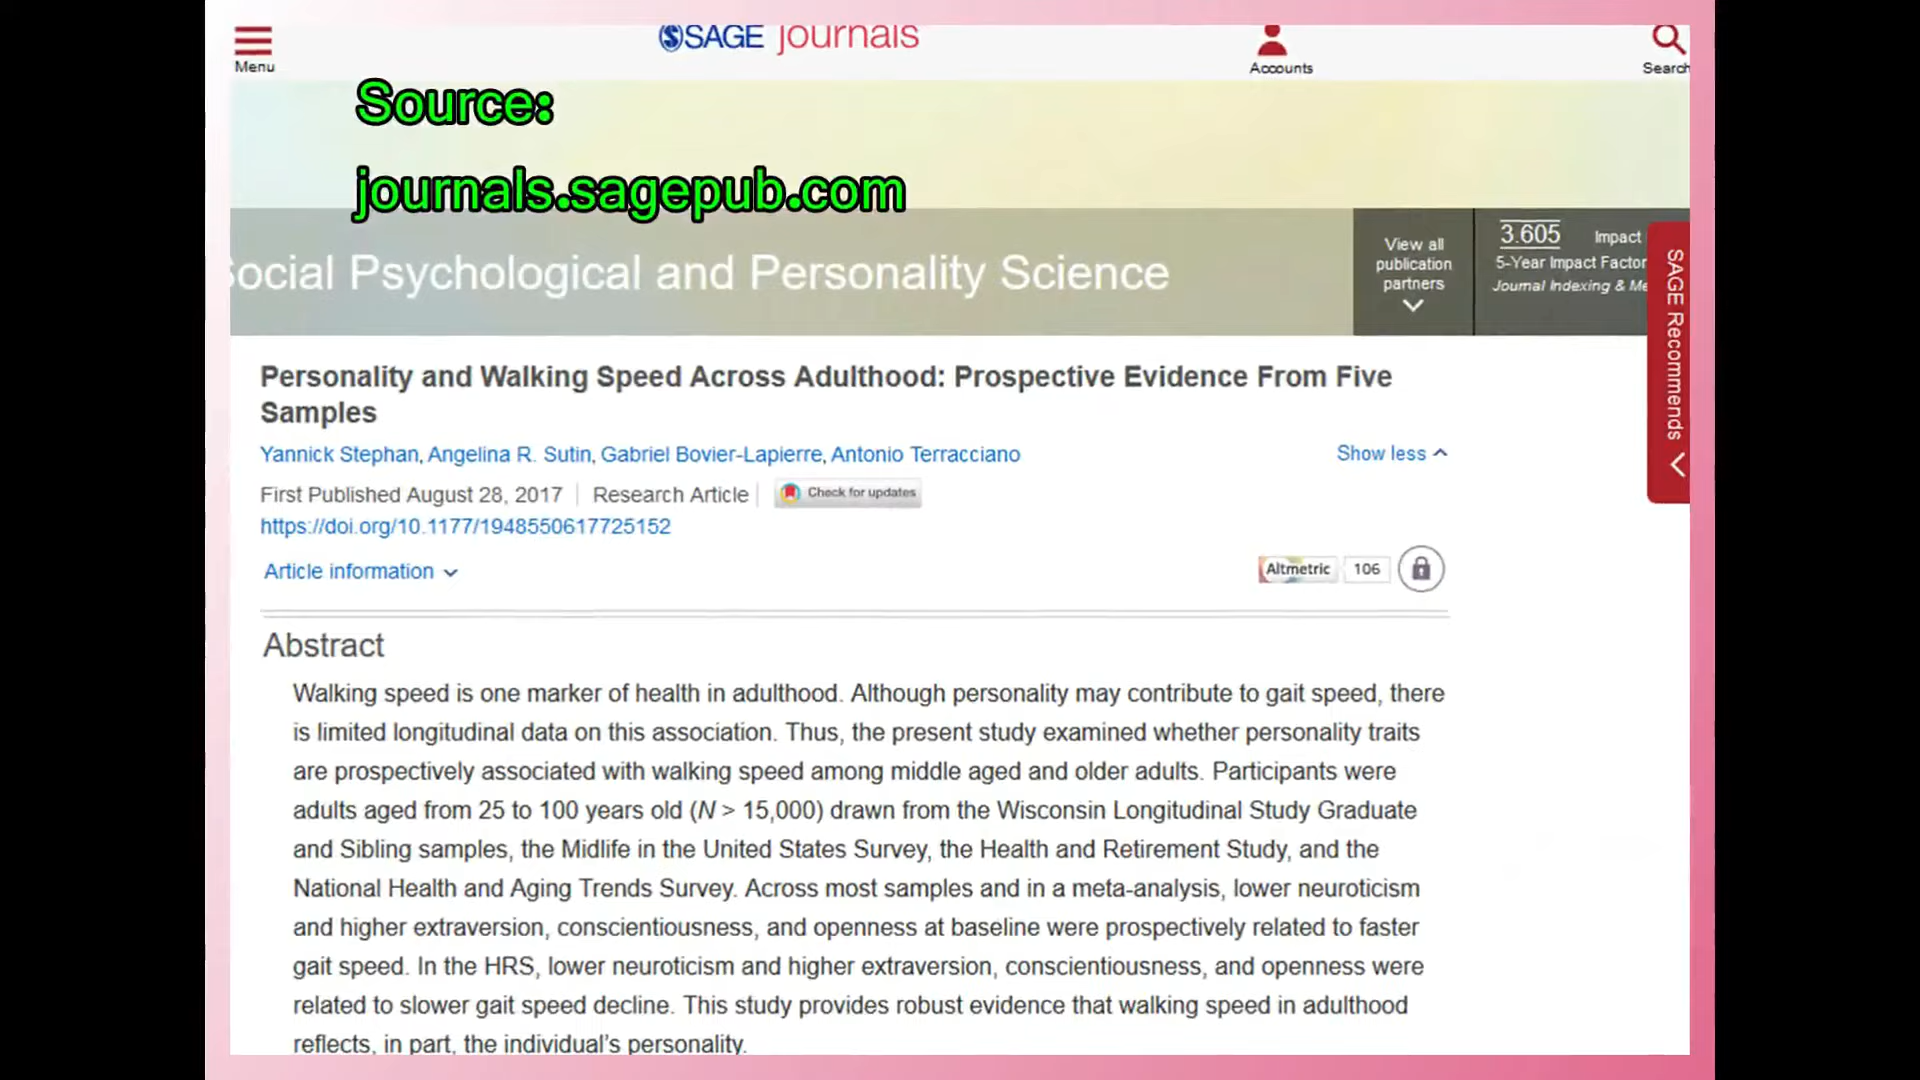 SAGE journals
Menu
Accounts
Search
Source:
journals.sagepub.com
Social Psychological and Personality Science
View all
publication
partners
3.605
Impact
5-Year Impact Factor
Journal Indexing & Me
SAGE Recommends
Personality and Walking Speed Across Adulthood: Prospective Evidence From Five
Samples
Yannick Stephan, Angelina R. Sutin, Gabriel Bovier-Lapierre, Antonio Terracciano
Show less
First Published August 28, 2017
Research Article
Check for updates
https://doi.org/10.1177/1948550617725152
Article information
Altmetric
106
Abstract
Walking speed is one marker of health in adulthood. Although personality may contribute to gait speed, there
is limited longitudinal data on this association. Thus, the present study examined whether personality traits
are prospectively associated with walking speed among middle aged and older adults. Participants were
adults aged from 25 to 100 years old (N > 15,000) drawn from the Wisconsin Longitudinal Study Graduate
and Sibling samples, the Midlife in the United States Survey, the Health and Retirement Study, and the
National Health and Aging Trends Survey. Across most samples and in a meta-analysis, lower neuroticism
and higher extraversion, conscientiousness, and openness at baseline were prospectively related to faster
gait speed. In the HRS, lower neuroticism and higher extraversion, conscientiousness, and openness were
related to slower gait speed decline. This study provides robust evidence that walking speed in adulthood
reflects, in part, the individual's personality.